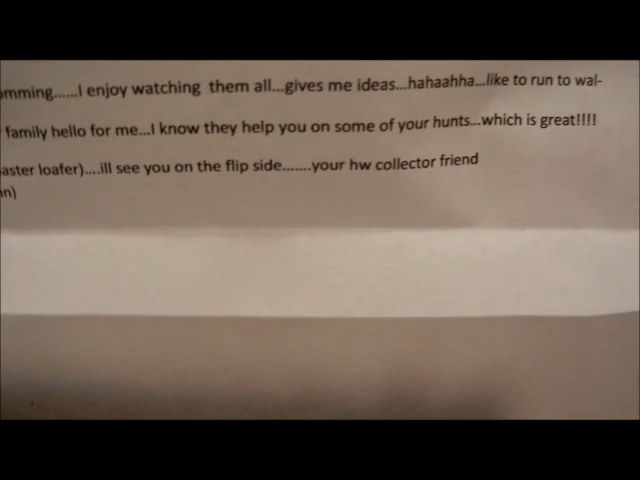 omming......I enjoy watching them all...gives me ideas...hahaahha...like to run to wal-
family hello for me...I know they help you on some of your hunts...which is great!!!!
aster loafer)....ill see you on the flip side.......your hw collector friend
nn)